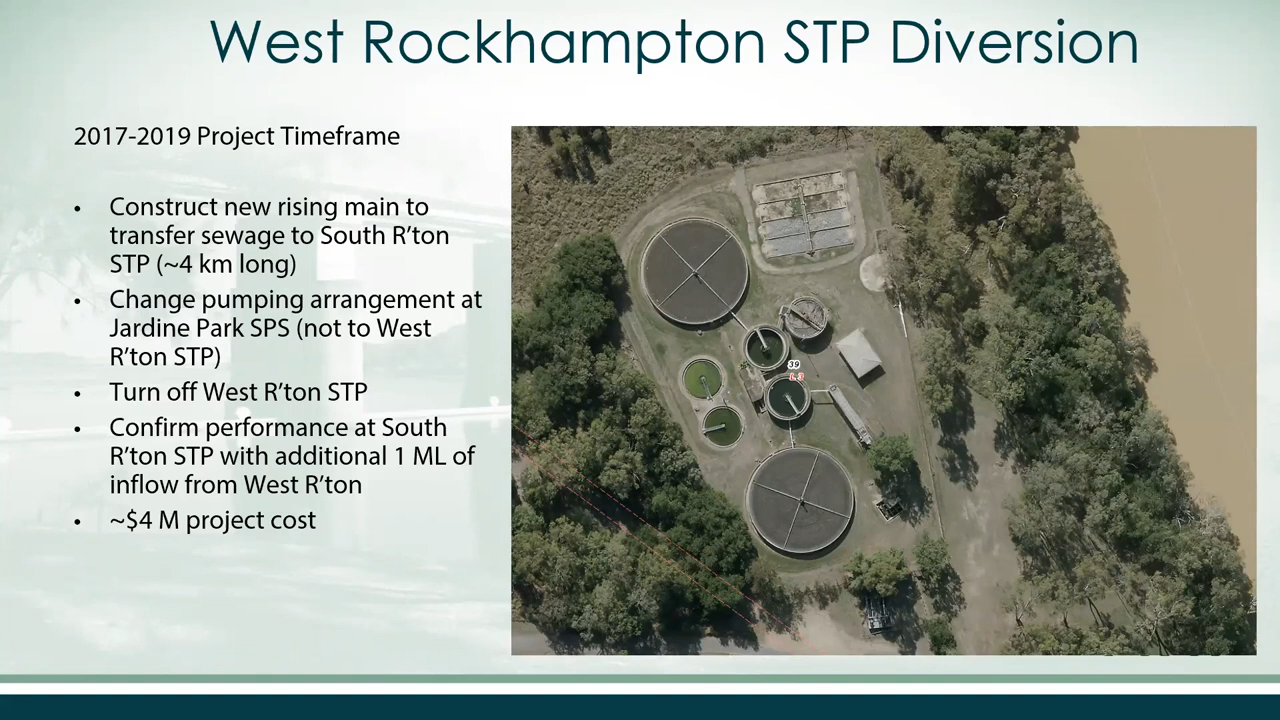 West Rockhampton STP Diversion
2017-2019 Project Timeframe
• Construct new rising main to
transfer sewage to South R’ton
STP (~4 km long)
• Change pumping arrangement at
Jardine Park SPS (not to West
R’ton STP)
• Turn off West R’ton STP
• Confirm performance at South
R’ton STP with additional 1 ML of
inflow from West R’ton
• ~$4 M project cost
39
L 3